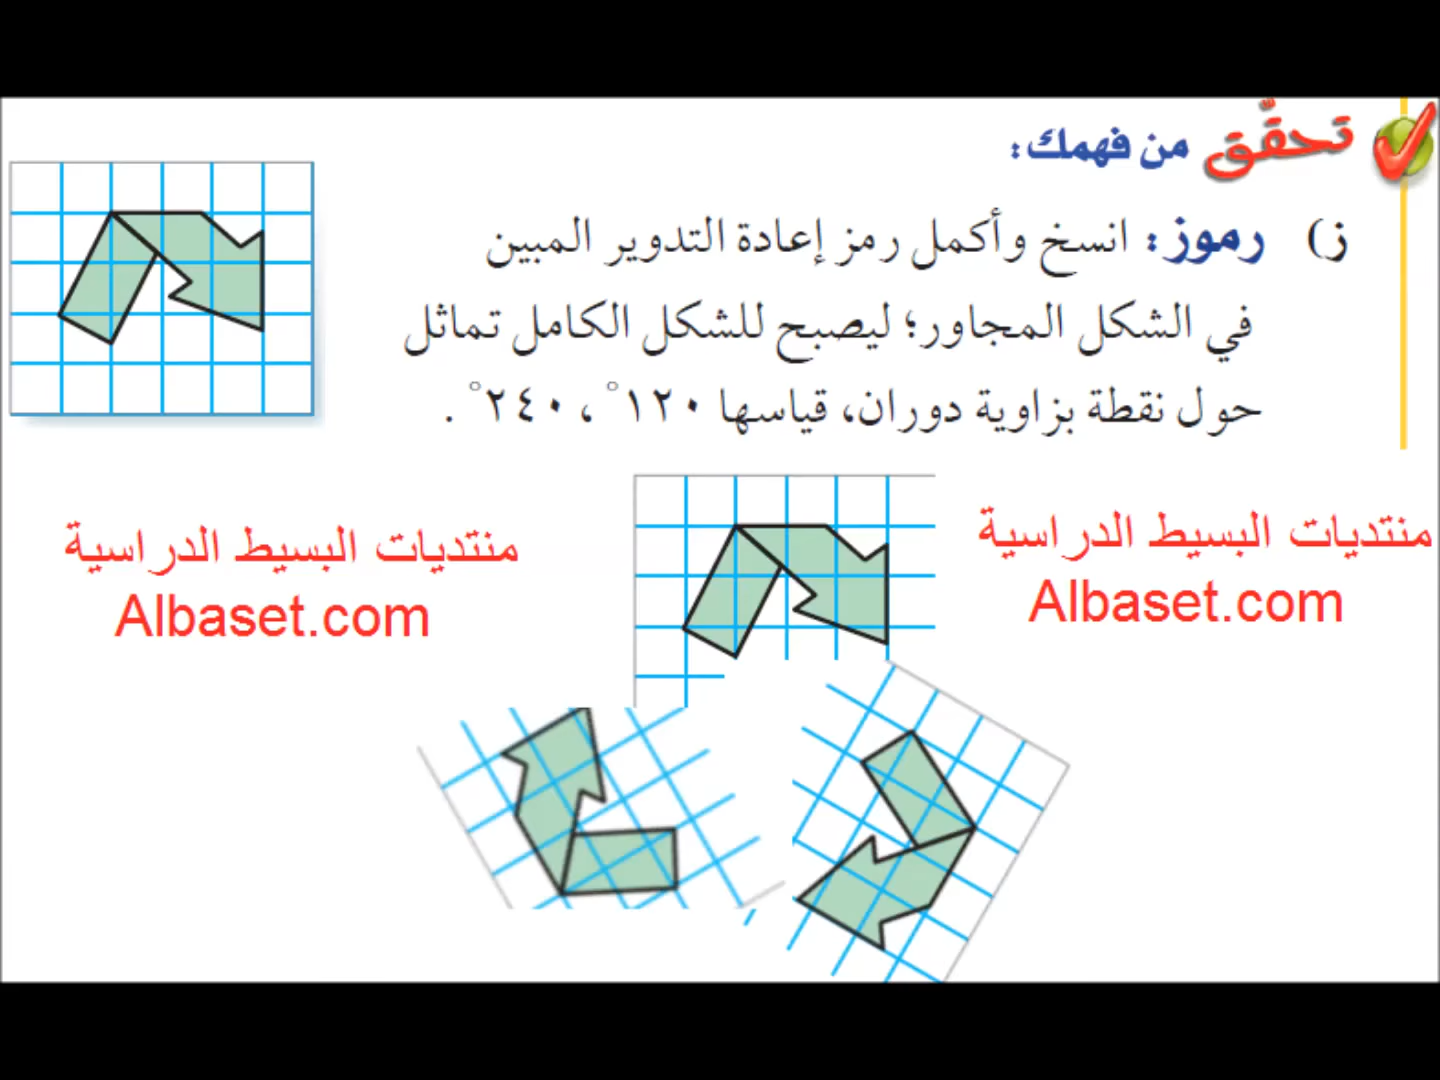 تحقّق من فهمك:
ز) رموز: انسخ وأكمل رمز إعادة التدوير المبين
في الشكل المجاور؛ ليصبح للشكل الكامل تماثل
حول نقطة بزاوية دوران، قياسها ١٢٠°، ٢٤٠°.
منتديات البسيط الدراسية
Albaset.com
منتديات البسيط الدراسية
Albaset.com